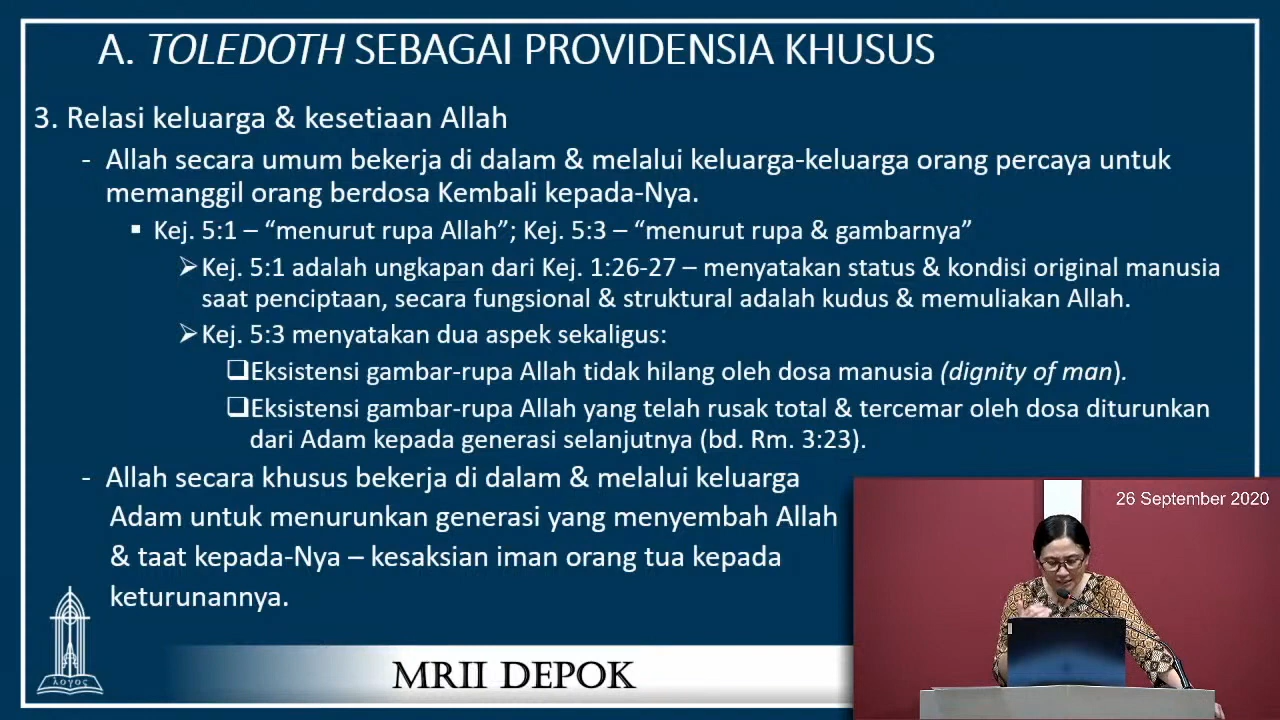 A. TOLEDOTH SEBAGAI PROVIDENSIA KHUSUS
3. Relasi keluarga & kesetiaan Allah
- Allah secara umum bekerja di dalam & melalui keluarga-keluarga orang percaya untuk
memanggil orang berdosa Kembali kepada-Nya.
▪ Kej. 5:1 – “menurut rupa Allah”; Kej. 5:3 – “menurut rupa & gambarnya”
➢Kej. 5:1 adalah ungkapan dari Kej. 1:26-27 – menyatakan status & kondisi original manusia
saat penciptaan, secara fungsional & struktural adalah kudus & memuliakan Allah.
➢Kej. 5:3 menyatakan dua aspek sekaligus:
❑Eksistensi gambar-rupa Allah tidak hilang oleh dosa manusia (dignity of man).
❑Eksistensi gambar-rupa Allah yang telah rusak total & tercemar oleh dosa diturunkan
dari Adam kepada generasi selanjutnya (bd. Rm. 3:23).
- Allah secara khusus bekerja di dalam & melalui keluarga
Adam untuk menurunkan generasi yang menyembah Allah
& taat kepada-Nya – kesaksian iman orang tua kepada
keturunannya.
26 September 2020
λογος
MRII DEPOK